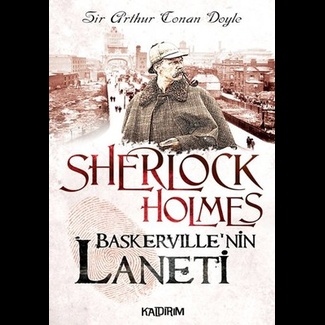 Sir Arthur Conan Doyle
SHERLOCK
HOLMES
BASKERVILLE'NİN
LANETİ
KALDIRIM